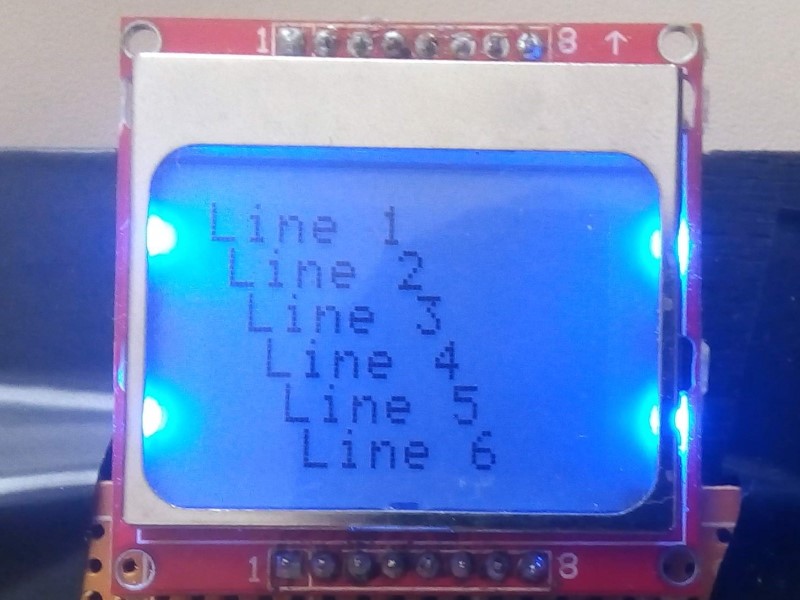 1 8 ↑
Line 1
Line 2
Line 3
Line 4
Line 5
Line 6
1 8